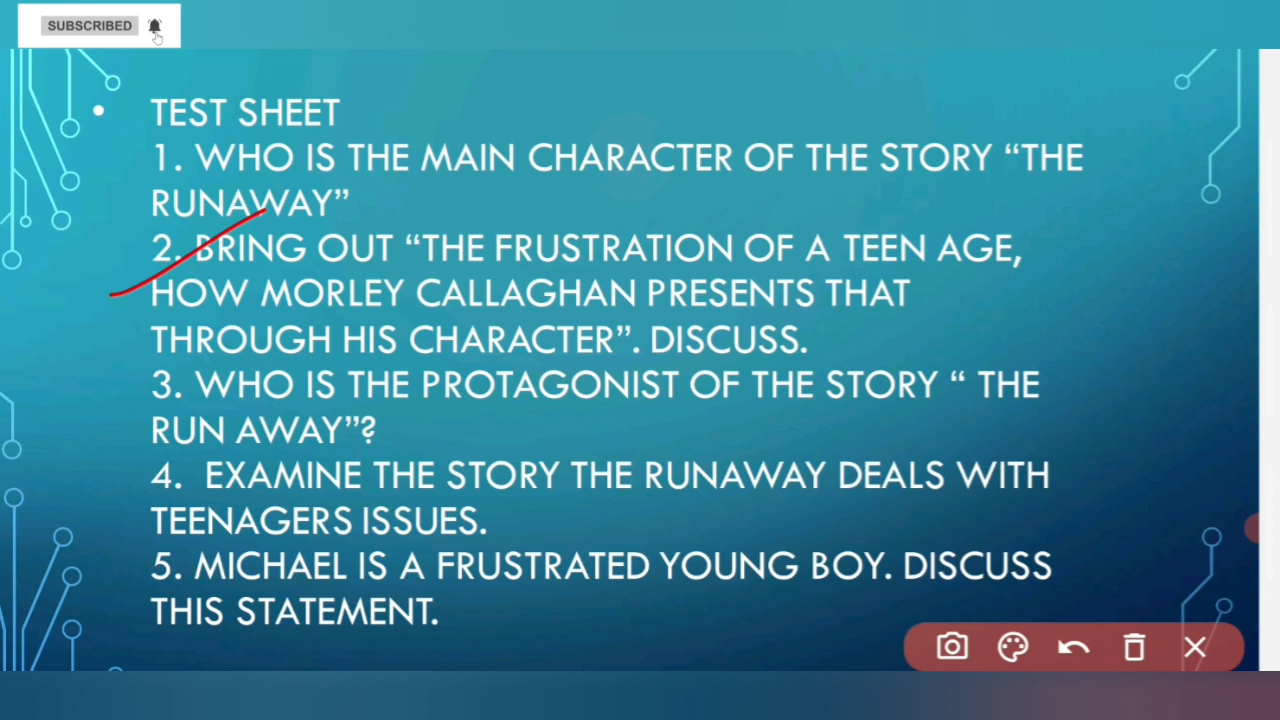 SUBSCRIBED
TEST SHEET
1. WHO IS THE MAIN CHARACTER OF THE STORY “THE
RUNAWAY”
2. BRING OUT “THE FRUSTRATION OF A TEEN AGE,
HOW MORLEY CALLAGHAN PRESENTS THAT
THROUGH HIS CHARACTER”. DISCUSS.
3. WHO IS THE PROTAGONIST OF THE STORY “ THE
RUN AWAY”?
4.  EXAMINE THE STORY THE RUNAWAY DEALS WITH
TEENAGERS ISSUES.
5. MICHAEL IS A FRUSTRATED YOUNG BOY. DISCUSS
THIS STATEMENT.